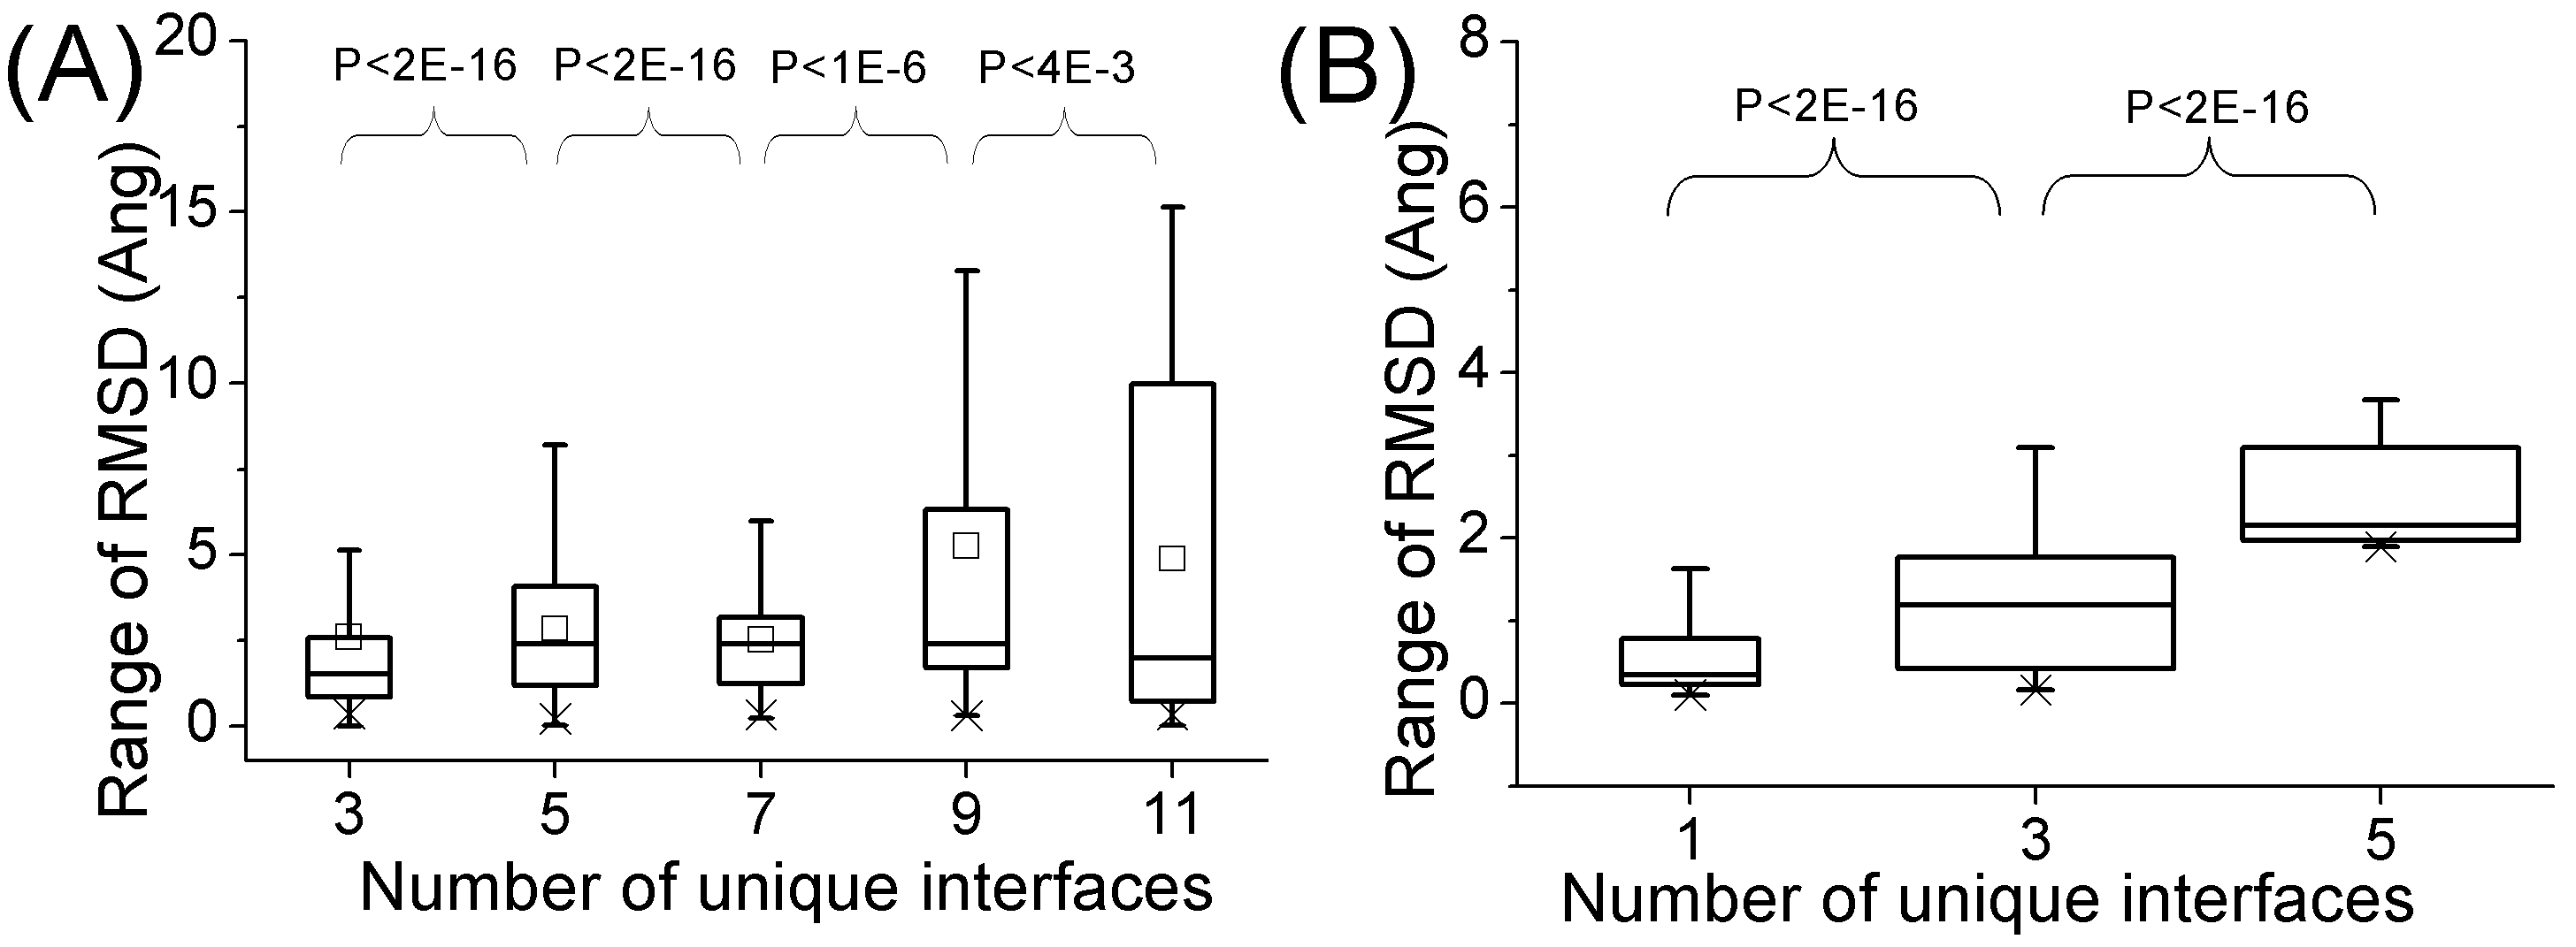 (A)
P<2E-16 P<2E-16 P<1E-6 P<4E-3
Range of RMSD (Ang)
20
15
10
5
0
3 5 7 9 11
Number of unique interfaces
(B)
P<2E-16 P<2E-16
Range of RMSD (Ang)
8
6
4
2
0
1 3 5
Number of unique interfaces